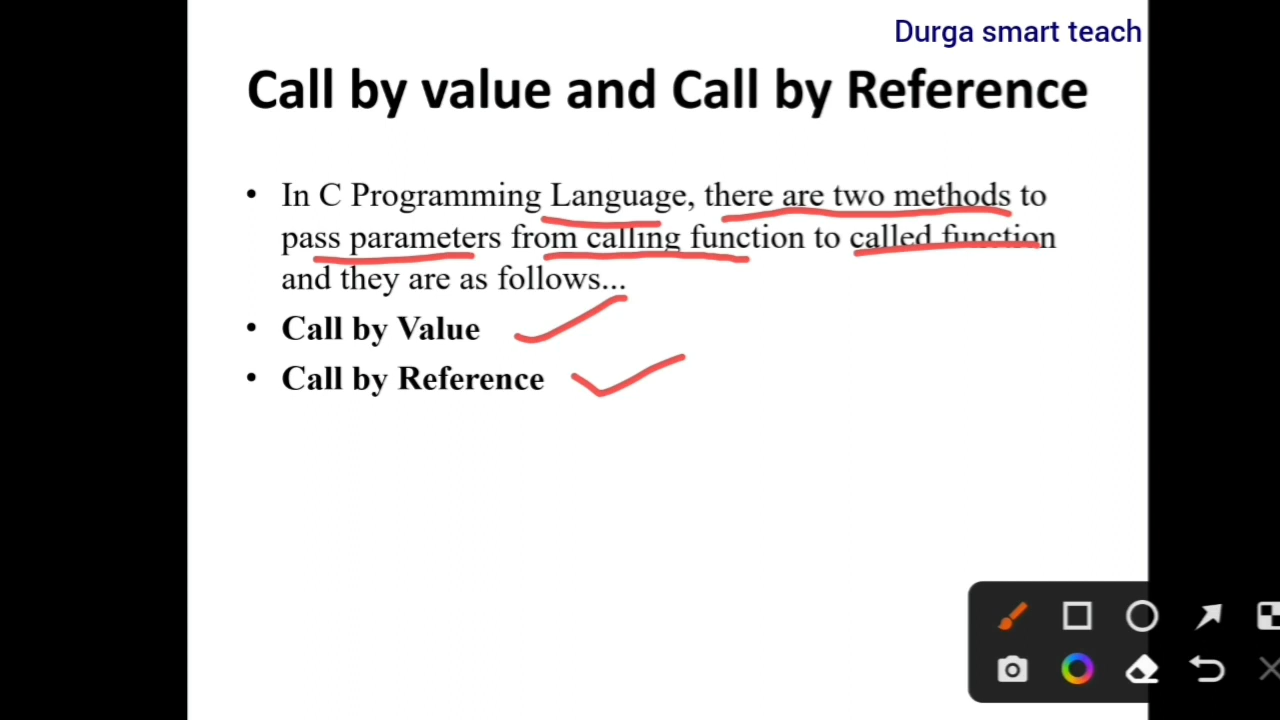 Durga smart teach
Call by value and Call by Reference
• In C Programming Language, there are two methods to
pass parameters from calling function to called function
and they are as follows...
• Call by Value
• Call by Reference